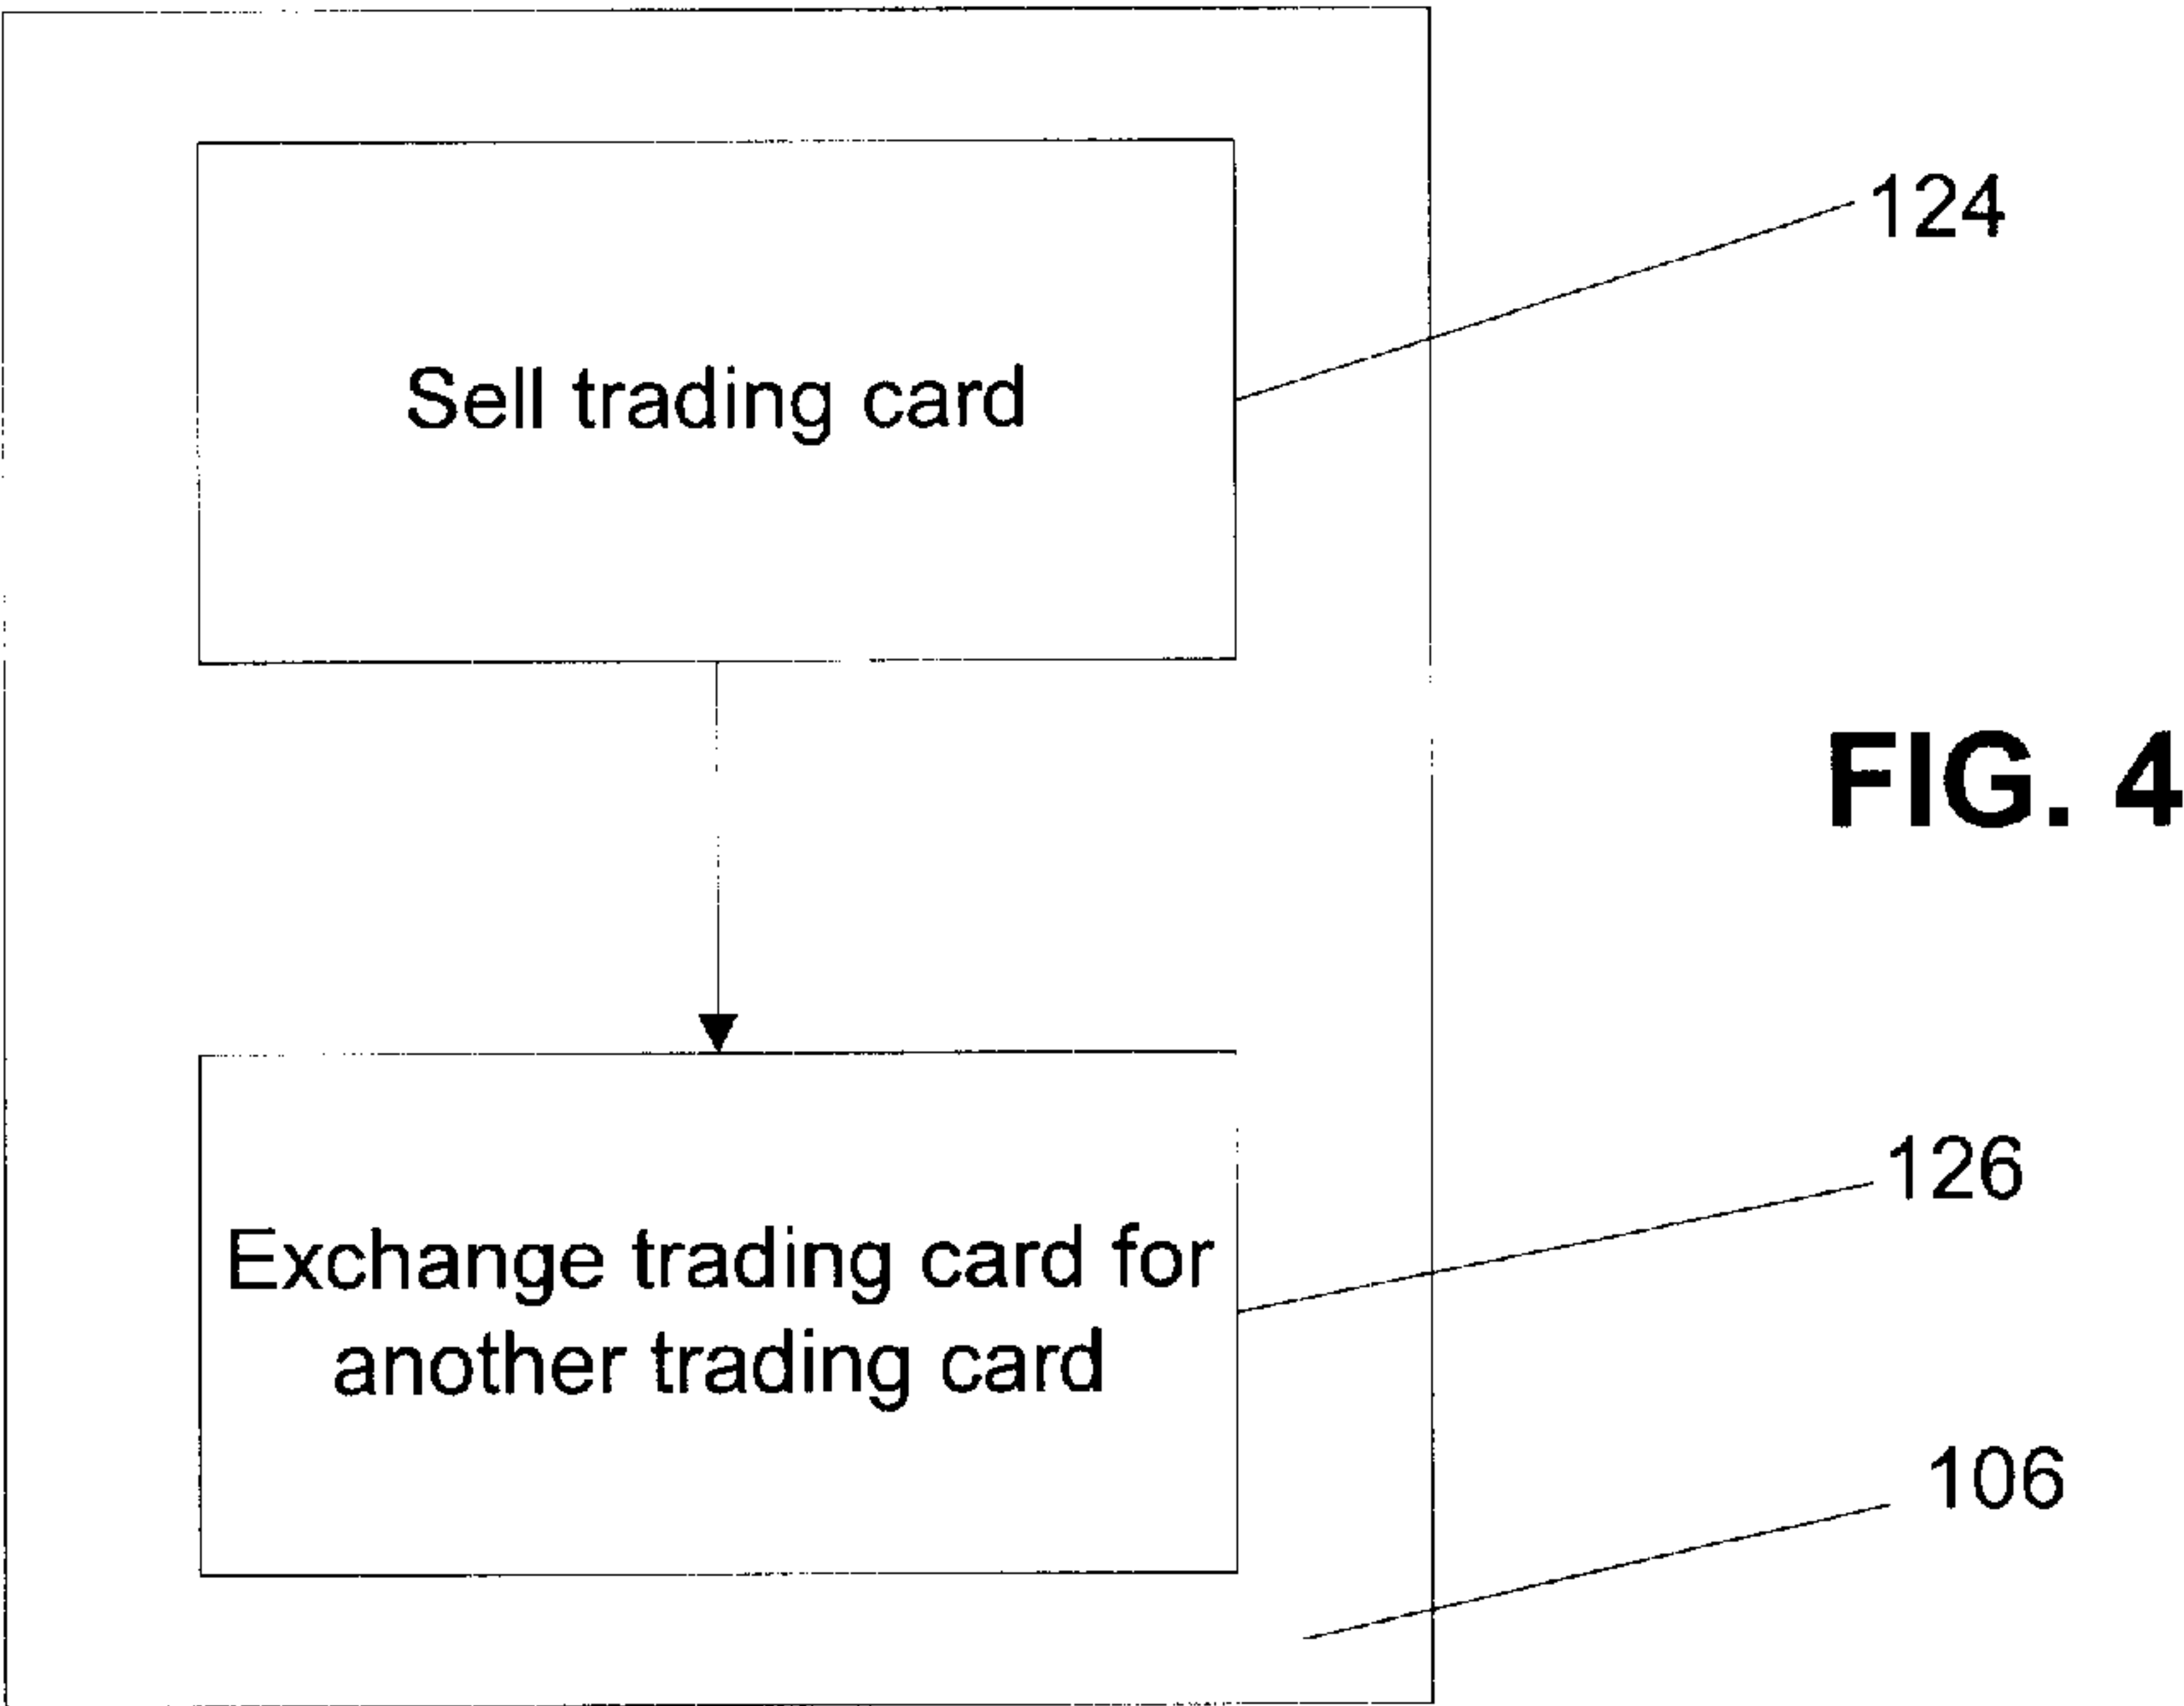 124
Sell trading card
FIG. 4
126
Exchange trading card for
another trading card
106